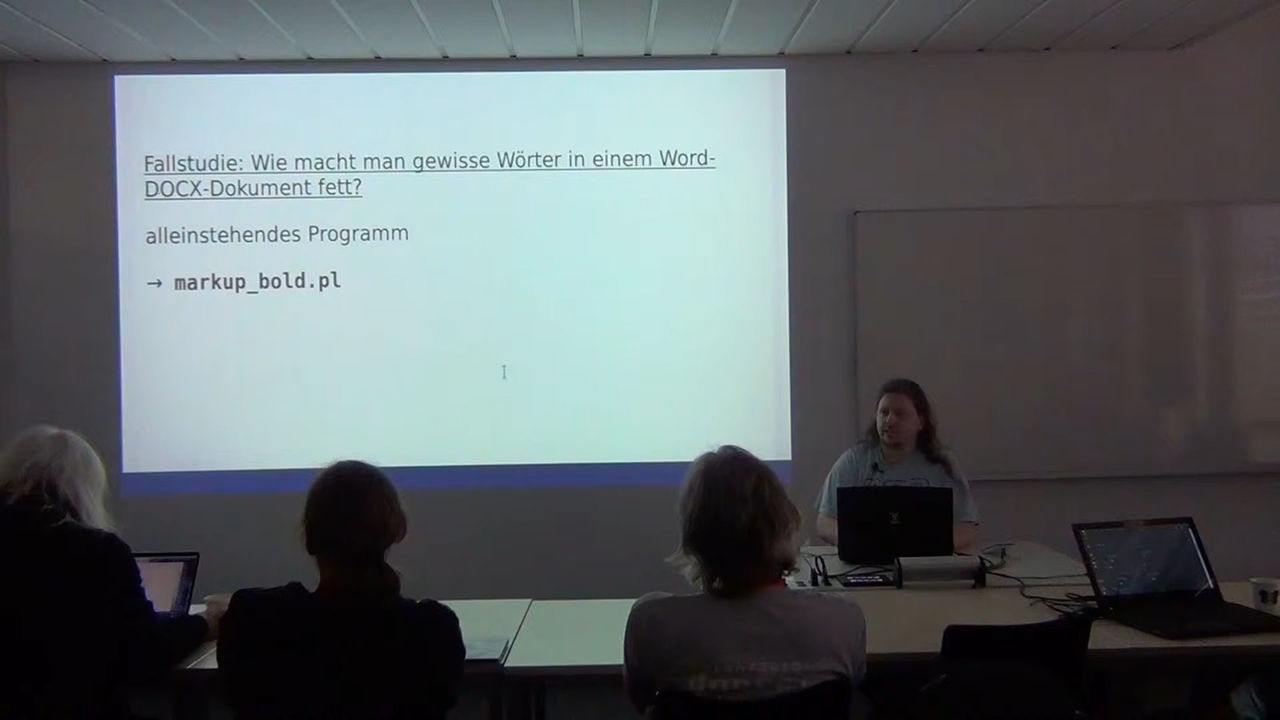 Fallstudie: Wie macht man gewisse Wörter in einem Word-
DOCX-Dokument fett?
alleinstehendes Programm
→ markup_bold.pl